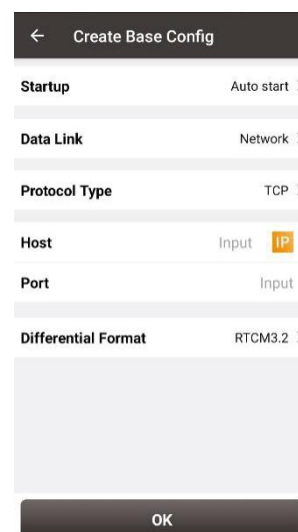 Create Base Config
Startup Auto start
Data Link Network
Protocol Type TCP
Host Input IP
Port Input
Differential Format RTCM3.2
OK